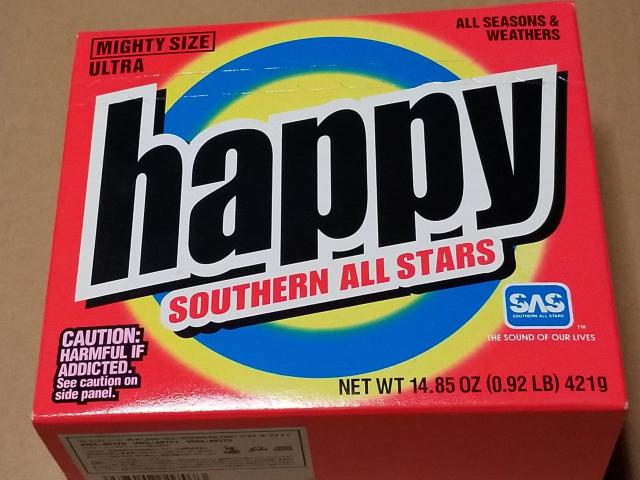 MIGHTY SIZE
ULTRA
ALL SEASONS &
WEATHERS
happy
SOUTHERN ALL STARS
SAS
SOUTHERN ALL STARS
TM
THE SOUND OF OUR LIVES
CAUTION:
HARMFUL IF
ADDICTED.
See caution on
side panel.
NET WT 14.85 OZ (0.92 LB) 421g